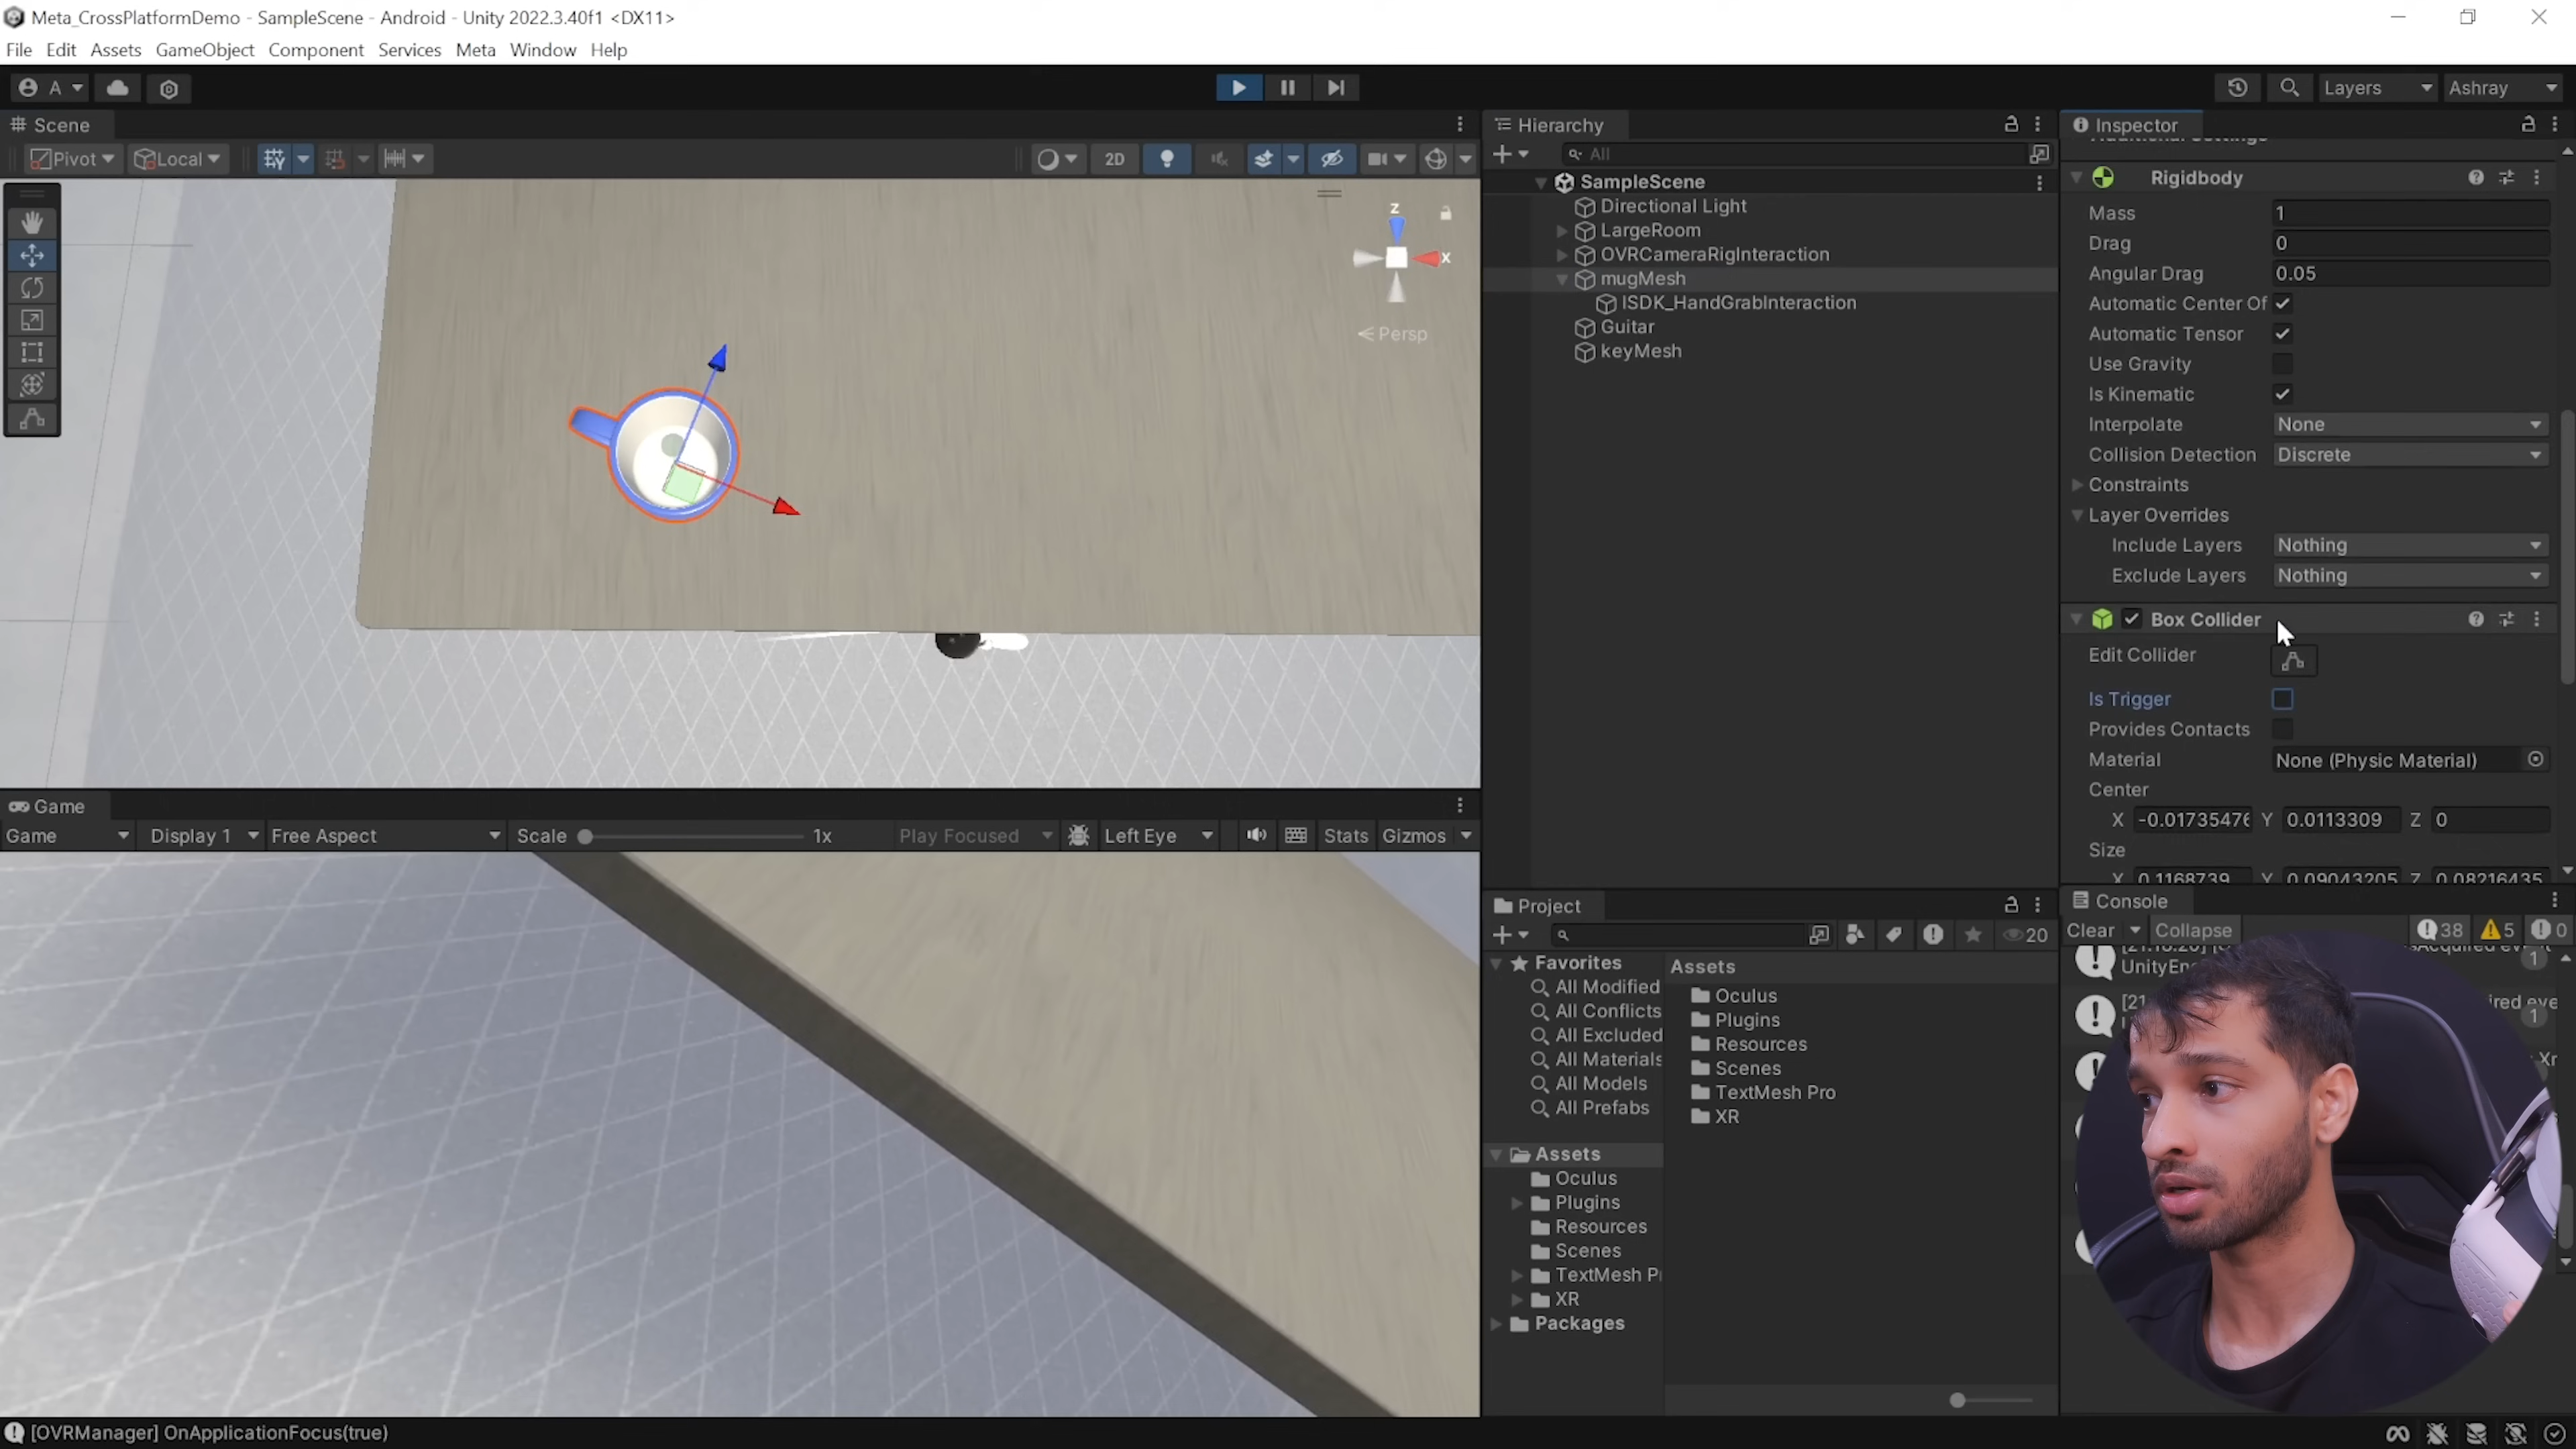 Meta_CrossPlatformDemo - SampleScene - Android - Unity 2022.3.40f1 <DX11>
File Edit Assets GameObject Component Services Meta Window Help
A Layers Ashray
Scene
Pivot Local 2D
z
x
Persp
Game
Game Display 1 Free Aspect Scale 1x Play Focused Left Eye Stats Gizmos
Hierarchy
All
SampleScene
Directional Light
LargeRoom
OVRCameraRigInteraction
mugMesh
ISDK_HandGrabInteraction
Guitar
keyMesh
Project
20
Favorites
All Modified
All Conflicts
All Excluded
All Materials
All Models
All Prefabs
Assets
Oculus
Plugins
Resources
Scenes
TextMesh P
XR
Packages
Assets
Oculus
Plugins
Resources
Scenes
TextMesh Pro
XR
Inspector
Additional Settings
Rigidbody
Mass 1
Drag 0
Angular Drag 0.05
Automatic Center Of
Automatic Tensor
Use Gravity
Is Kinematic
Interpolate None
Collision Detection Discrete
Constraints
Layer Overrides
Include Layers Nothing
Exclude Layers Nothing
Box Collider
Edit Collider
Is Trigger
Provides Contacts
Material None (Physic Material)
Center
X -0.01735476 Y 0.0113309 Z 0
Size
X 0.1168739 Y 0.09043205 Z 0.08216435
Console
Clear Collapse 38 5 0
UnityEn 1
[21 1
[OVRManager] OnApplicationFocus(true)